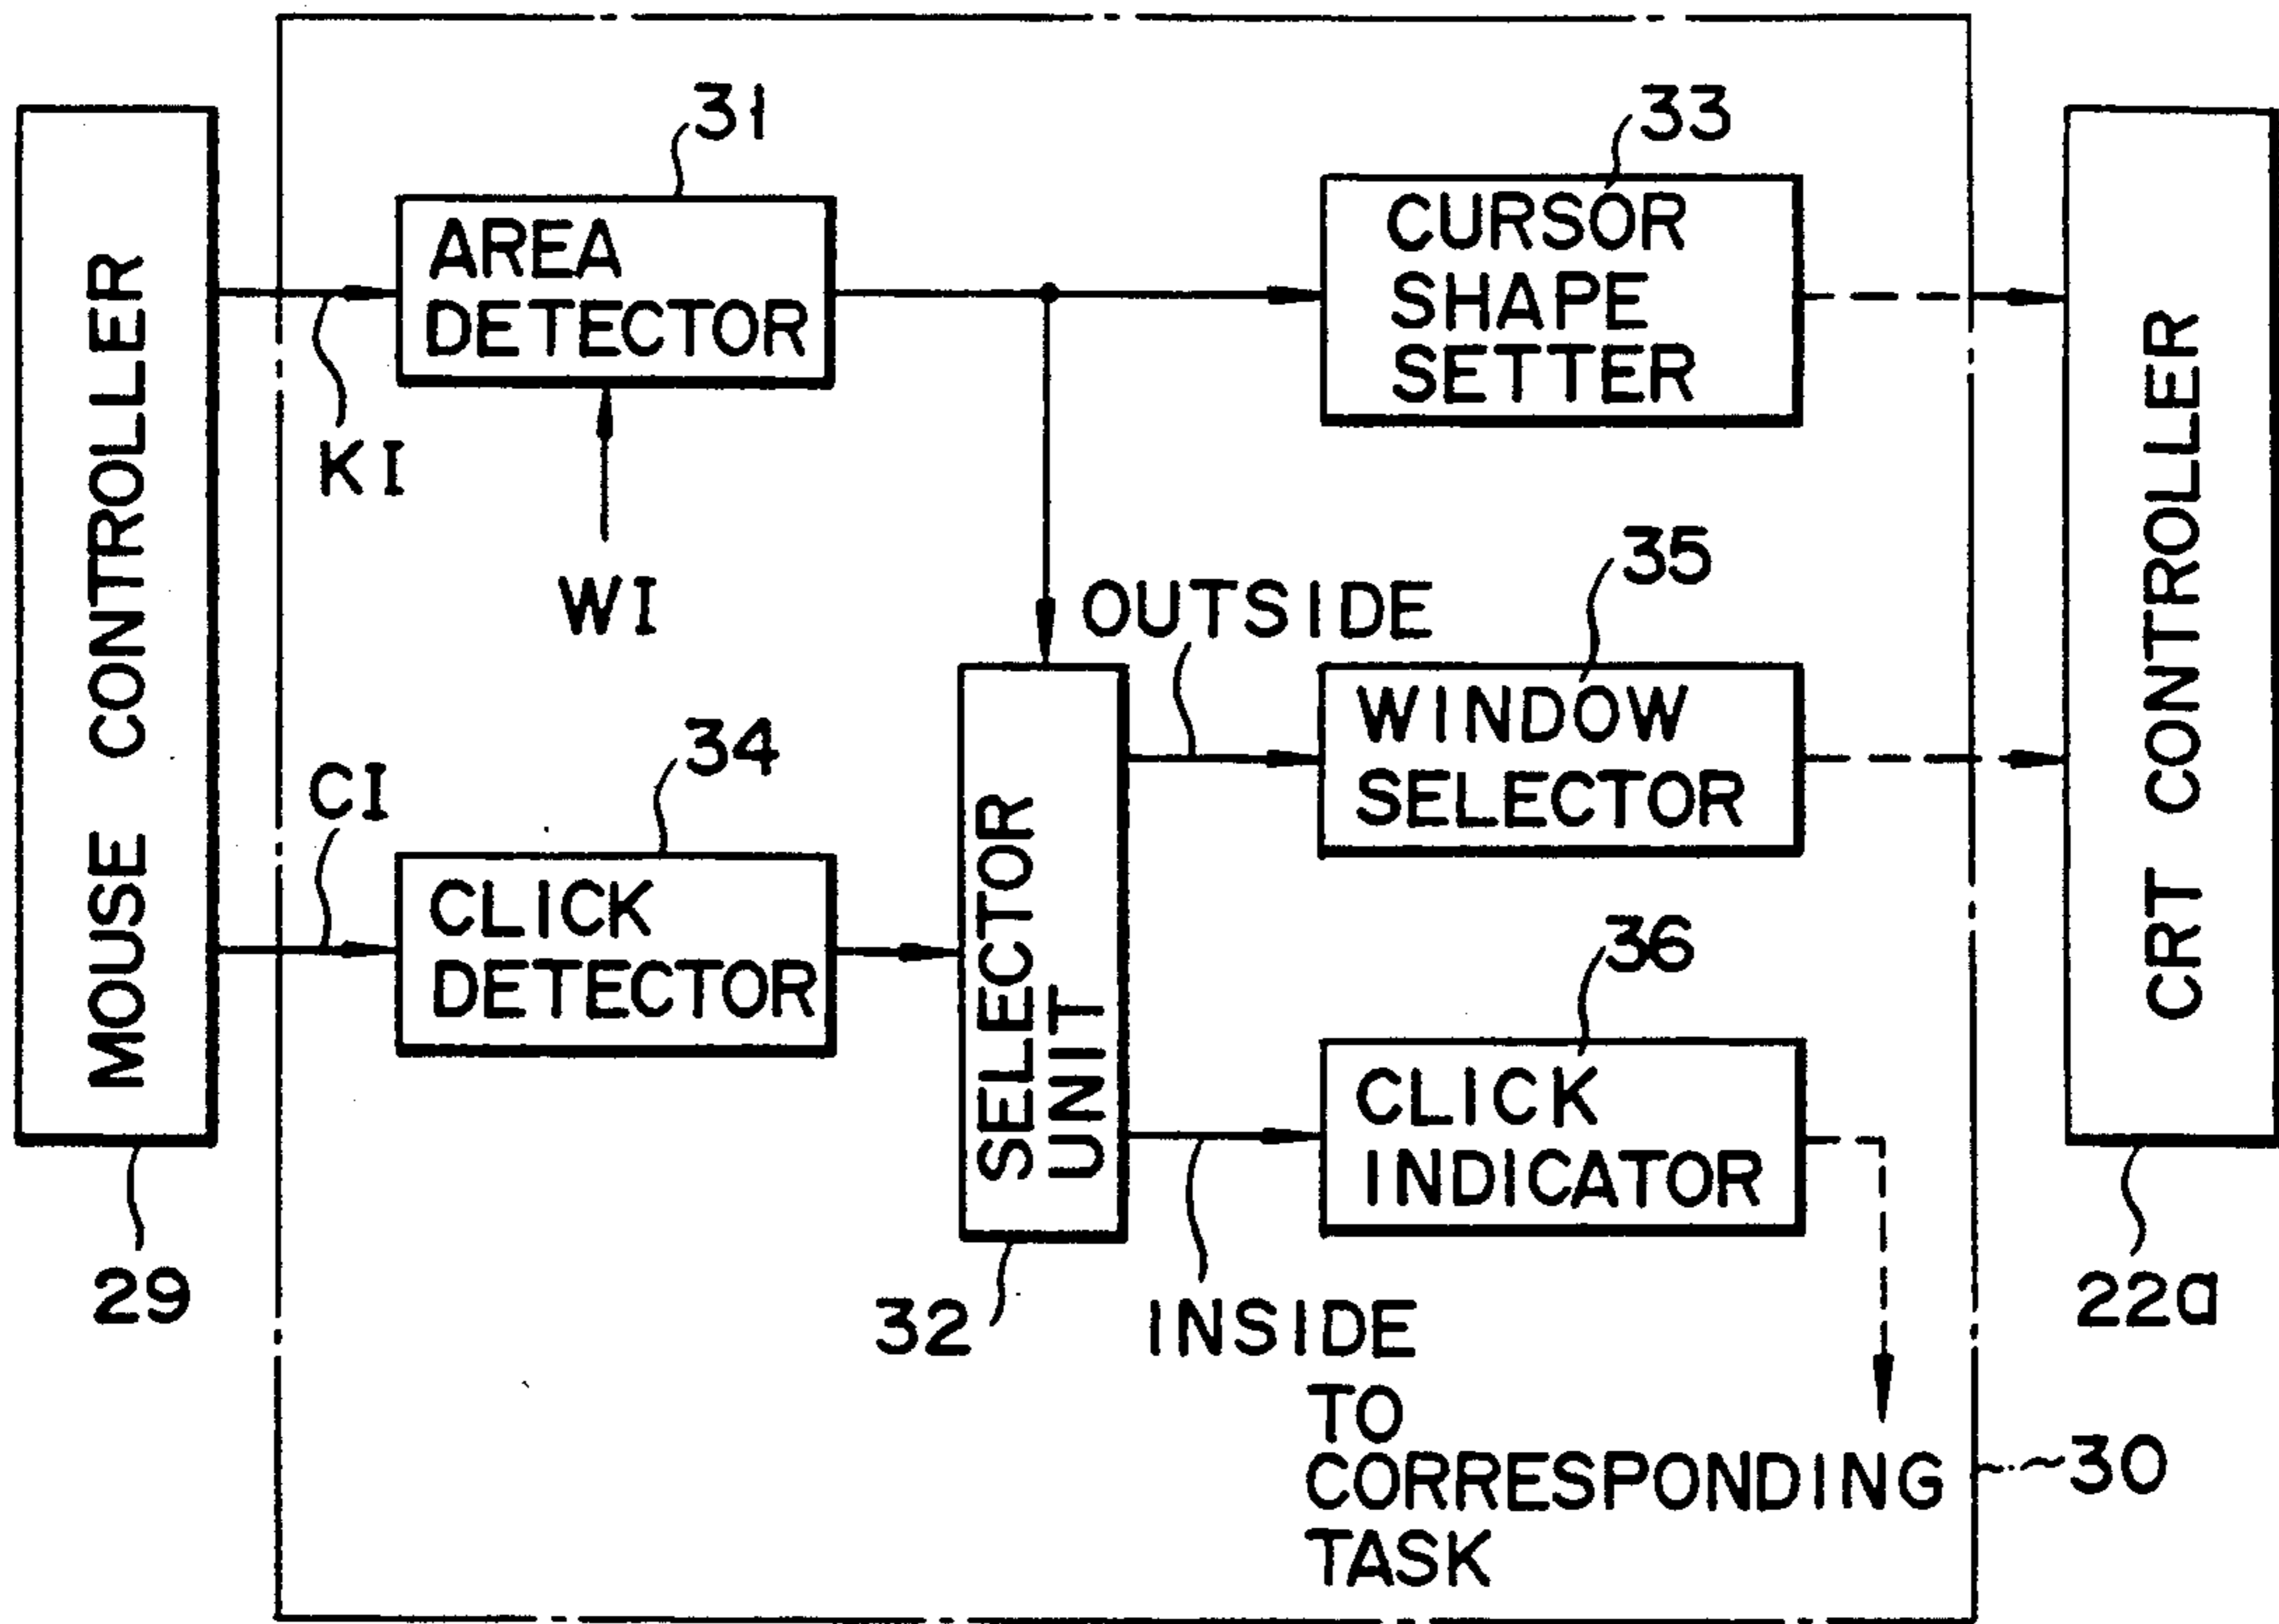 31
33
AREA
DETECTOR
CURSOR
SHAPE
SETTER
KI
WI
MOUSE CONTROLLER
CRT CONTROLLER
OUTSIDE
35
WINDOW
SELECTOR
34
CI
CLICK
DETECTOR
SELECTOR
UNIT
36
CLICK
INDICATOR
29
32
INSIDE
22a
TO
CORRESPONDING
TASK
30